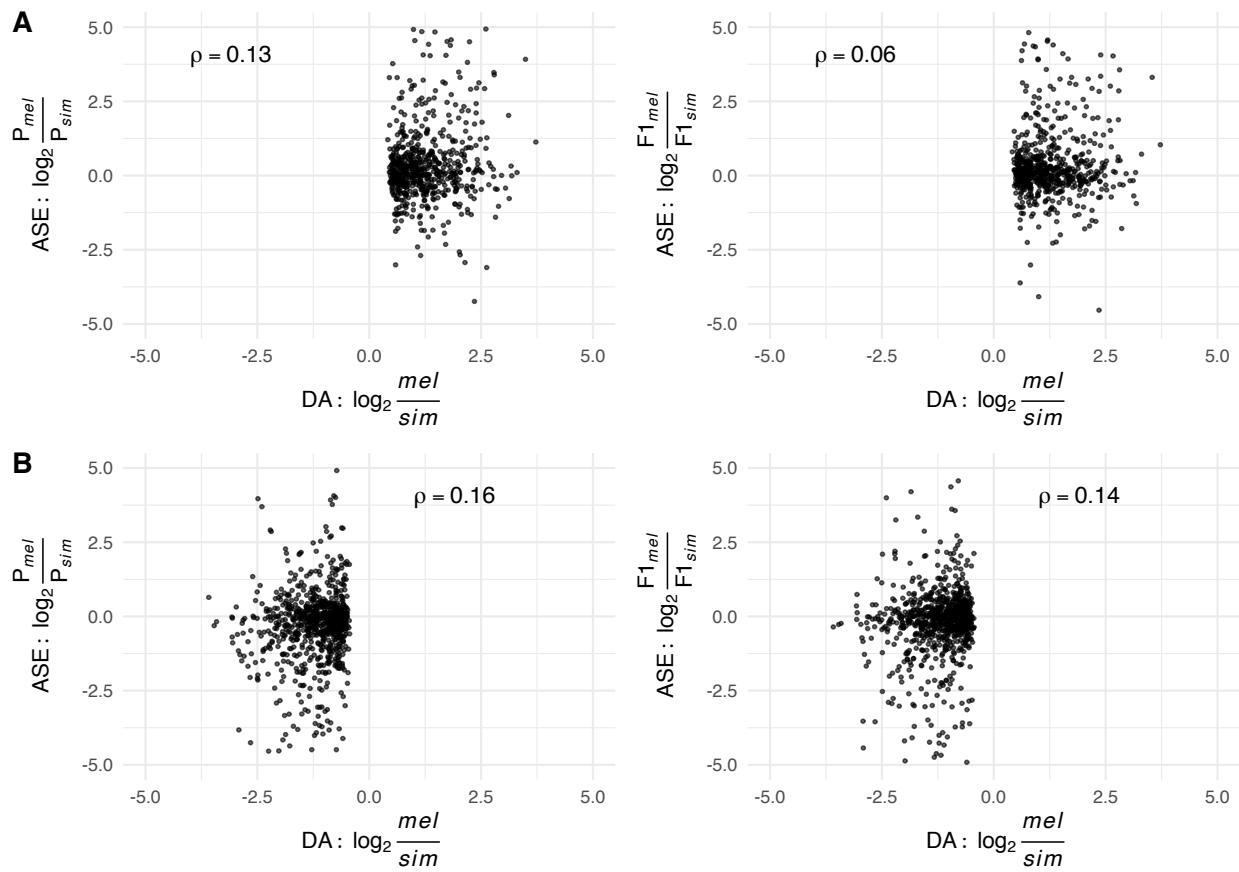 A
5.0
2.5
0.0
-2.5
-5.0
ρ = 0.13
ASE : log2 Pmel/Psim
-5.0 -2.5 0.0 2.5 5.0
DA : log2 mel/sim
5.0
2.5
0.0
-2.5
-5.0
ρ = 0.06
ASE : log2 F1mel/F1sim
-5.0 -2.5 0.0 2.5 5.0
DA : log2 mel/sim
B
5.0
2.5
0.0
-2.5
-5.0
ρ = 0.16
ASE : log2 Pmel/Psim
-5.0 -2.5 0.0 2.5 5.0
DA : log2 mel/sim
5.0
2.5
0.0
-2.5
-5.0
ρ = 0.14
ASE : log2 F1mel/F1sim
-5.0 -2.5 0.0 2.5 5.0
DA : log2 mel/sim